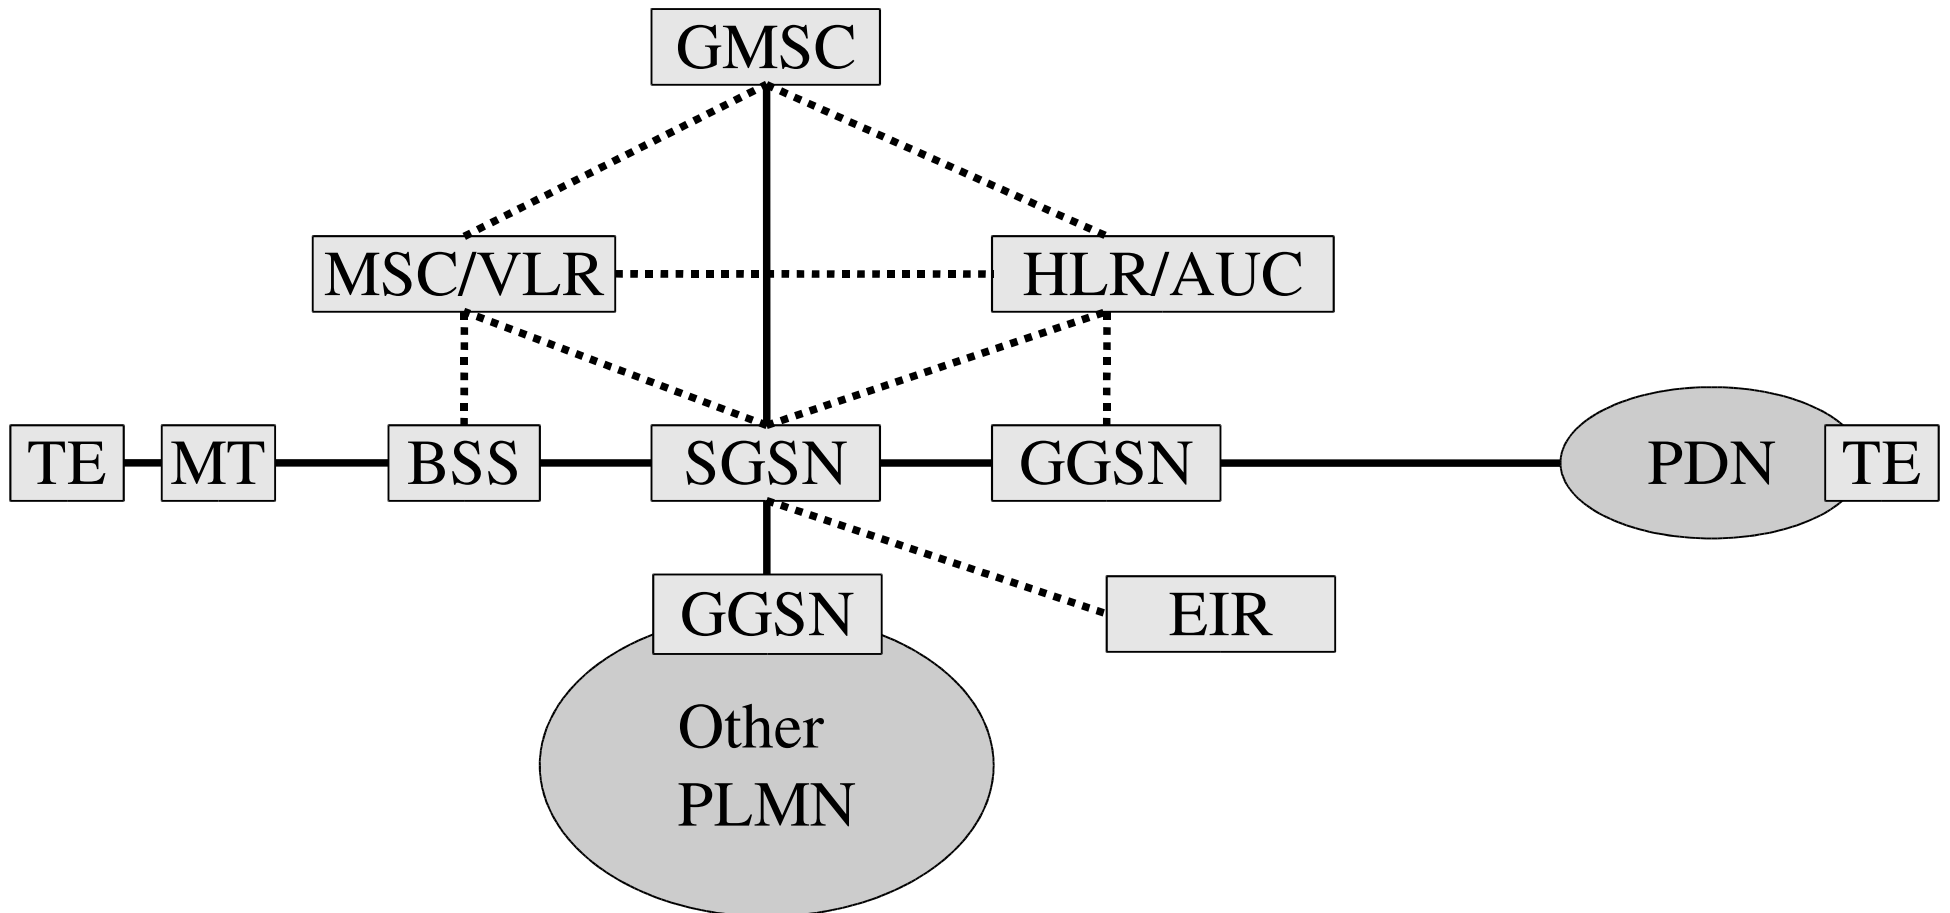 GMSC
MSC/VLR
HLR/AUC
TE
MT
BSS
SGSN
GGSN
PDN
TE
GGSN
EIR
Other
PLMN